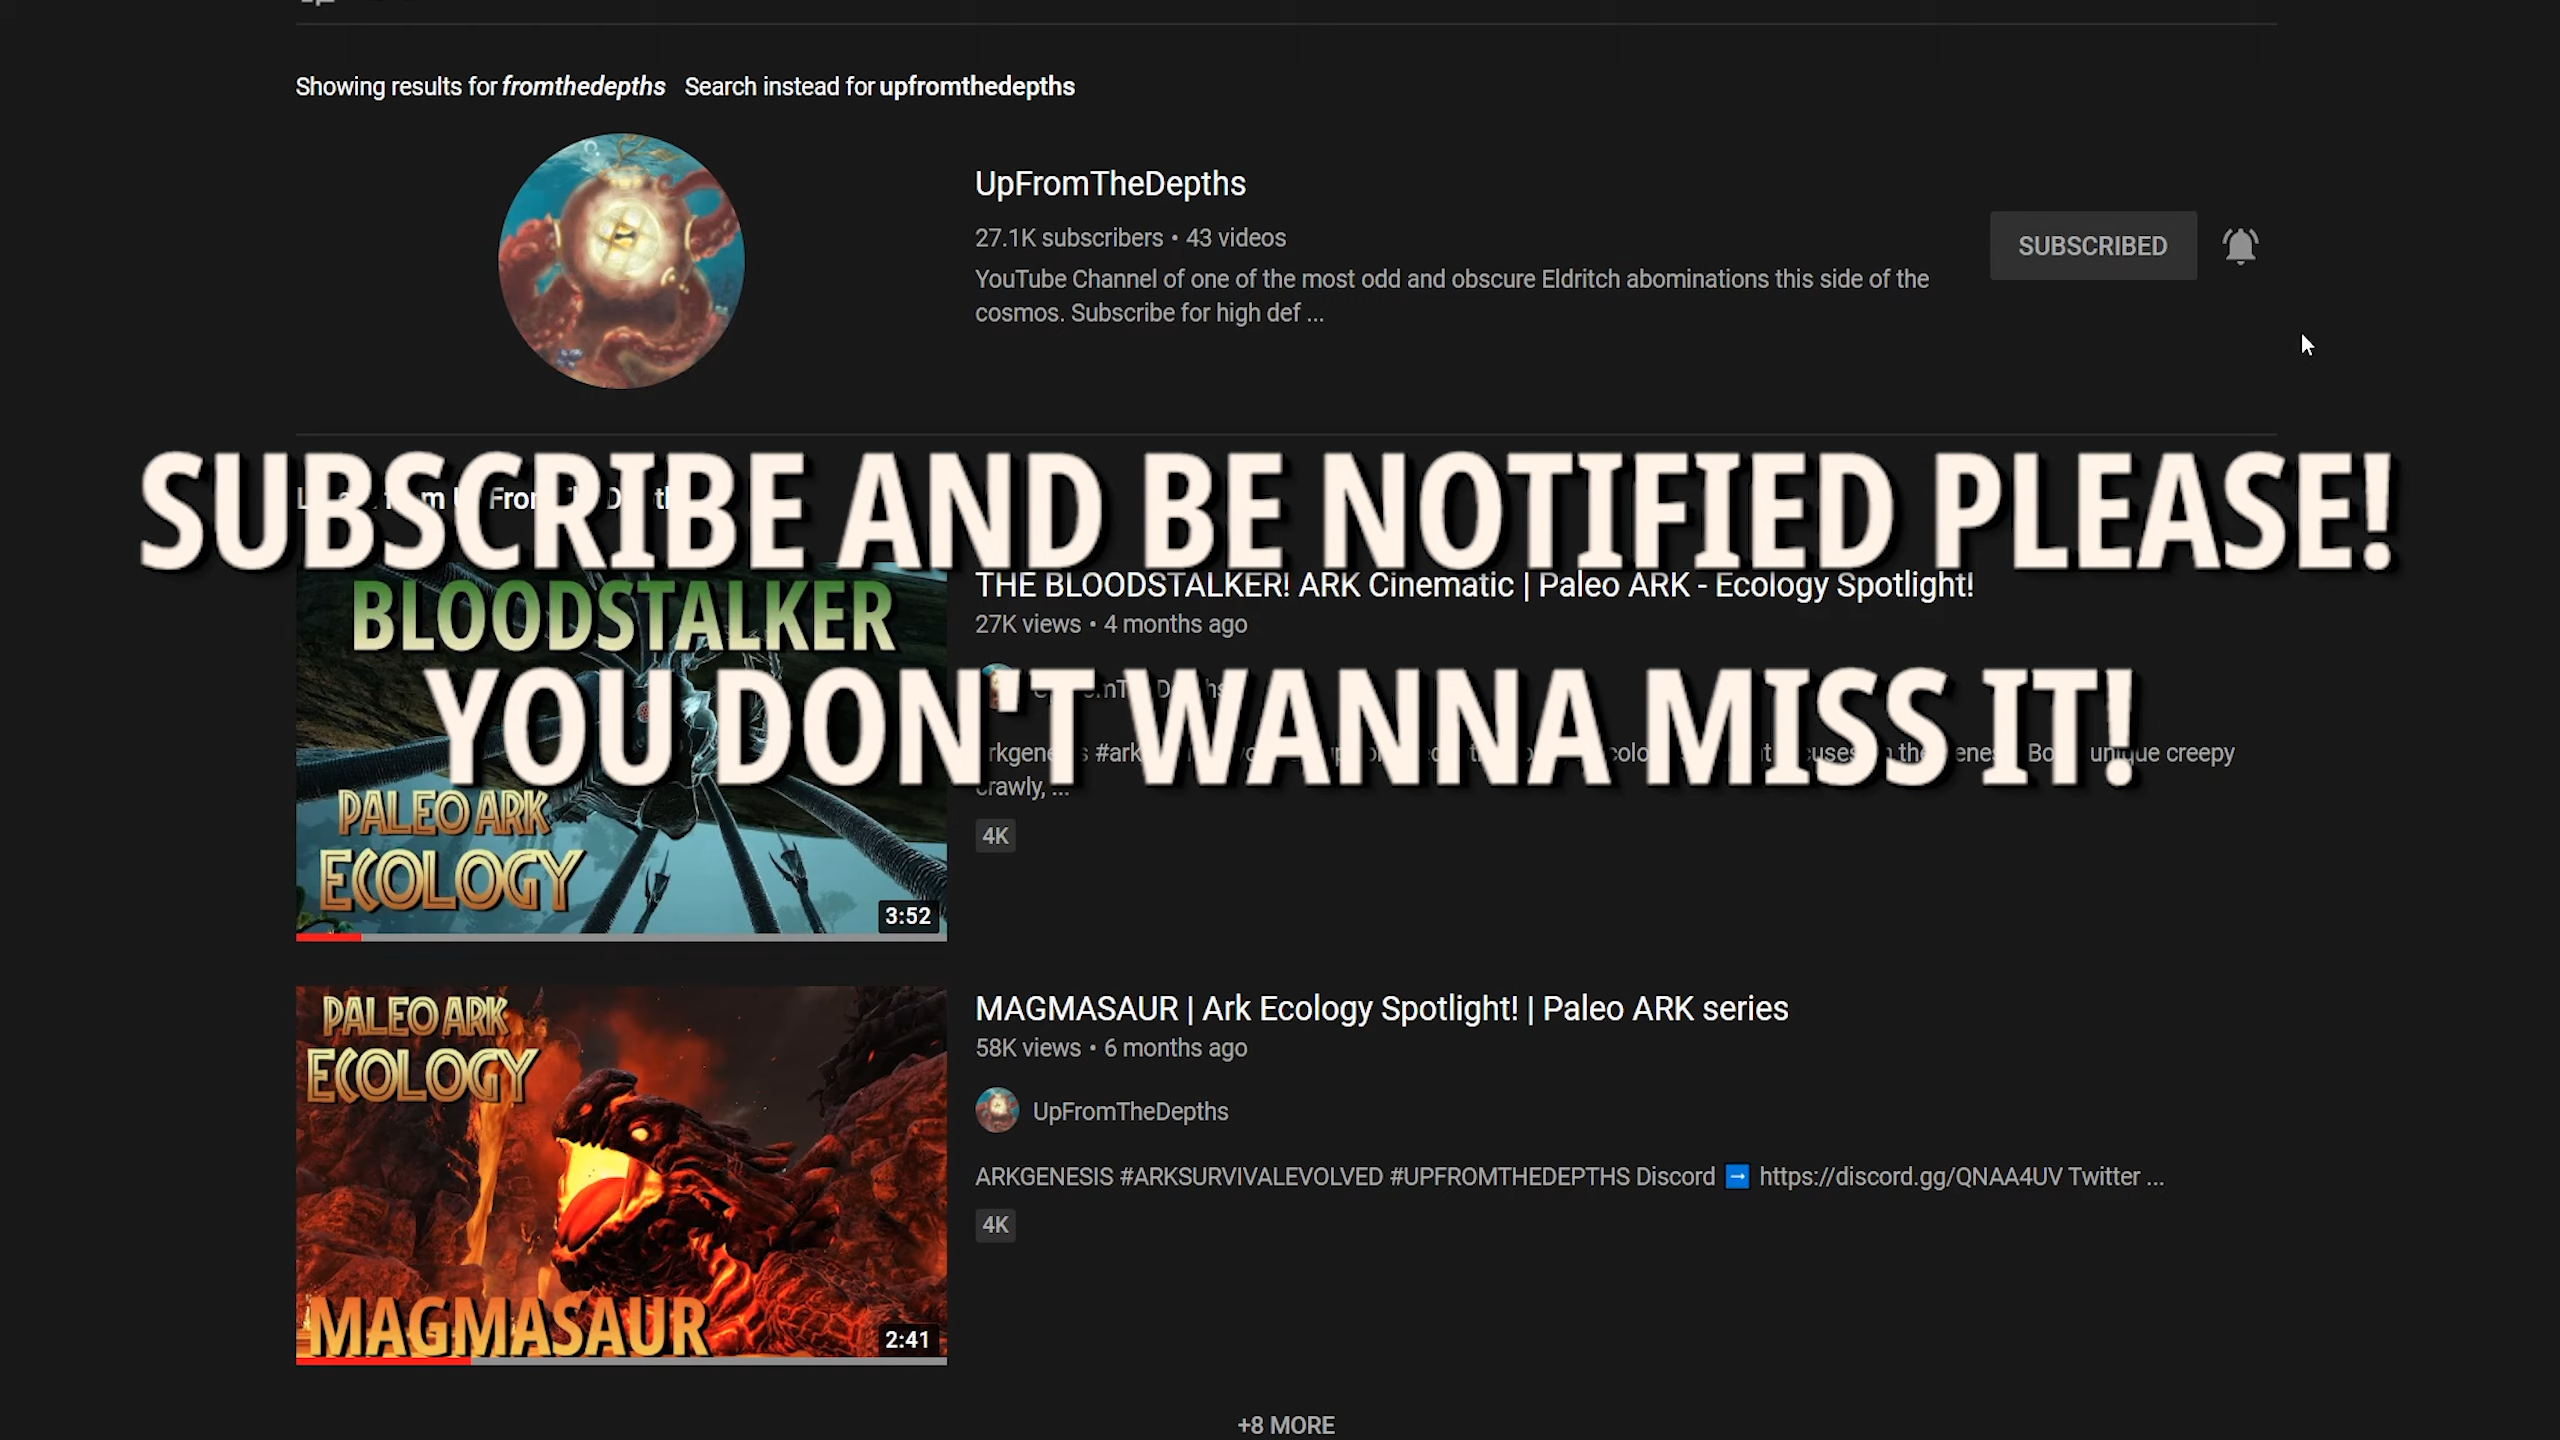 Showing results for fromthedepths Search instead for upfromthedepths
UpFromTheDepths
27.1K subscribers • 43 videos
YouTube Channel of one of the most odd and obscure Eldritch abominations this side of the
cosmos. Subscribe for high def ...
SUBSCRIBED
SUBSCRIBE AND BE NOTIFIED PLEASE!
BLOODSTALKER
THE BLOODSTALKER! ARK Cinematic | Paleo ARK - Ecology Spotlight!
27K views • 4 months ago
YOU DON'T WANNA MISS IT!
unique creepy
crawly, ...
4K
PALEO ARK
ECOLOGY
3:52
PALEO ARK
ECOLOGY
MAGMASAUR
2:41
MAGMASAUR | Ark Ecology Spotlight! | Paleo ARK series
58K views • 6 months ago
UpFromTheDepths
ARKGENESIS #ARKSURVIVALEVOLVED #UPFROMTHEDEPTHS Discord ➡ https://discord.gg/QNAA4UV Twitter ...
4K
+8 MORE